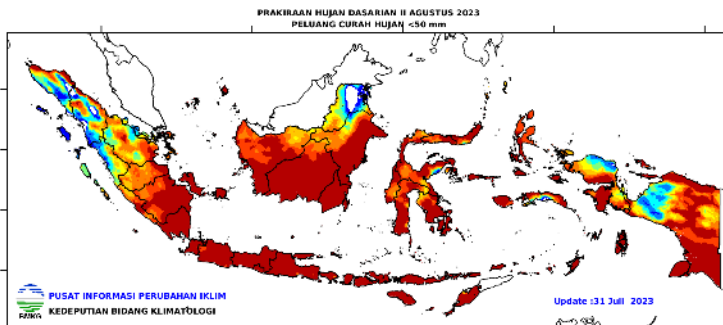 PRAKIRAAN HUJAN DASARIAN II AGUSTUS 2023
PELUANG CURAH HUJAN <50 mm
PUSAT INFORMASI PERUBAHAN IKLIM
KEDEPUTIAN BIDANG KLIMATOLOGI
BMKG
Update :31 Juli 2023